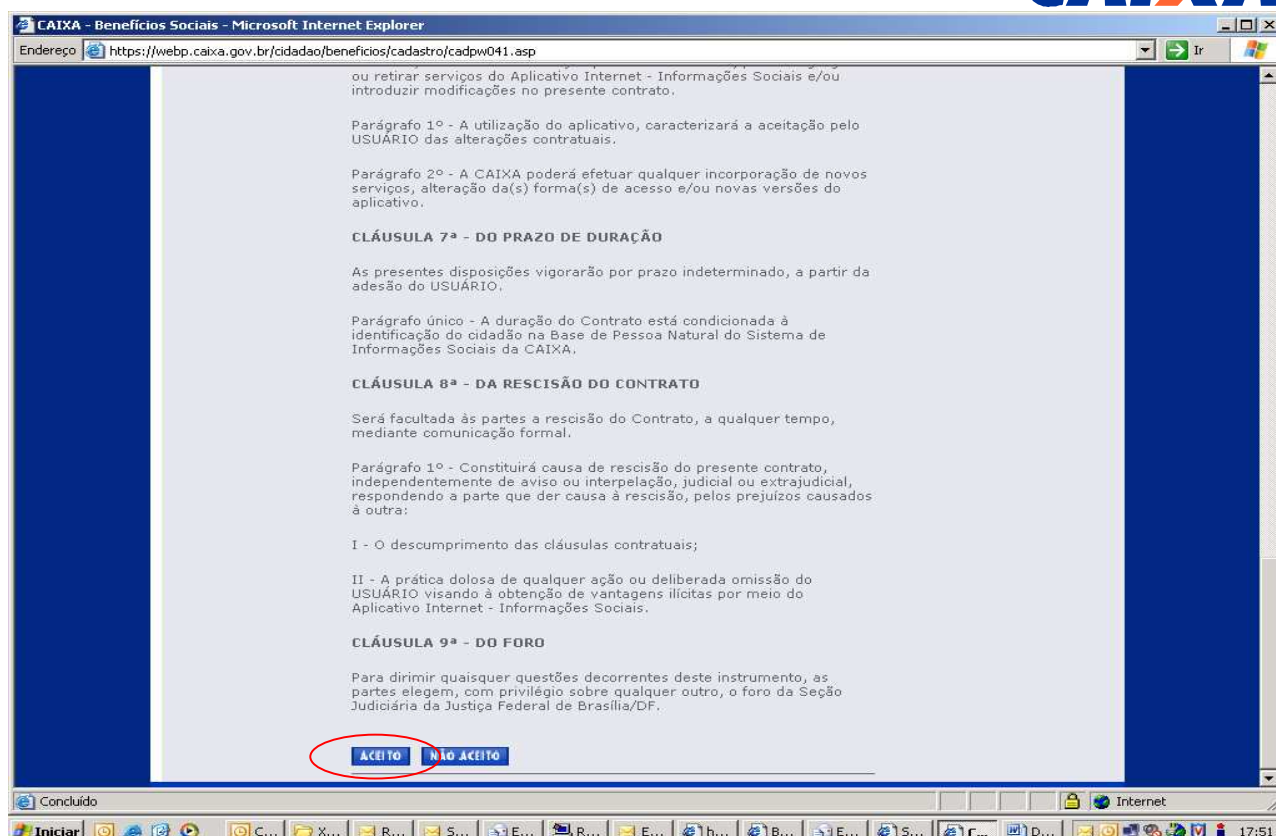 CAIXA
CAIXA - Benefícios Sociais - Microsoft Internet Explorer
Endereço https://webp.caixa.gov.br/cidadao/beneficios/cadastro/cadpw041.asp Ir
ou retirar serviços do Aplicativo Internet - Informações Sociais e/ou
introduzir modificações no presente contrato.
Parágrafo 1º - A utilização do aplicativo, caracterizará a aceitação pelo
USUÁRIO das alterações contratuais.
Parágrafo 2º - A CAIXA poderá efetuar qualquer incorporação de novos
serviços, alteração da(s) forma(s) de acesso e/ou novas versões do
aplicativo.
CLÁUSULA 7ª - DO PRAZO DE DURAÇÃO
As presentes disposições vigorarão por prazo indeterminado, a partir da
adesão do USUÁRIO.
Parágrafo único - A duração do Contrato está condicionada à
identificação do cidadão na Base de Pessoa Natural do Sistema de
Informações Sociais da CAIXA.
CLÁUSULA 8ª - DA RESCISÃO DO CONTRATO
Será facultada às partes a rescisão do Contrato, a qualquer tempo,
mediante comunicação formal.
Parágrafo 1º - Constituirá causa de rescisão do presente contrato,
independentemente de aviso ou interpelação, judicial ou extrajudicial,
respondendo a parte que der causa à rescisão, pelos prejuízos causados
à outra:
I - O descumprimento das cláusulas contratuais;
II - A prática dolosa de qualquer ação ou deliberada omissão do
USUÁRIO visando à obtenção de vantagens ilícitas por meio do
Aplicativo Internet - Informações Sociais.
CLÁUSULA 9ª - DO FORO
Para dirimir quaisquer questões decorrentes deste instrumento, as
partes elegem, com privilégio sobre qualquer outro, o foro da Seção
Judiciária da Justiça Federal de Brasília/DF.
ACEITO NÃO ACEITO
Concluído Internet
Iniciar C... X... R... S... E... R... E... h... B... E... S... C... D... 17:51